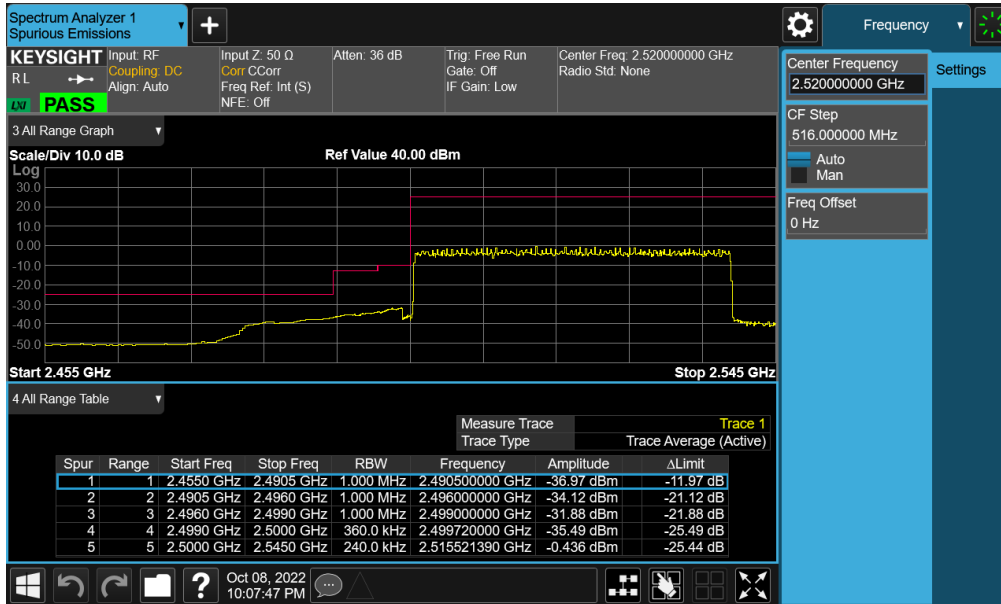 Spectrum Analyzer 1
Spurious Emissions
+
Frequency
KEYSIGHT
RL
LXI PASS
Input: RF
Coupling: DC
Align: Auto
Input Z: 50 Ω
Corr CCorr
Freq Ref: Int (S)
NFE: Off
Atten: 36 dB
Trig: Free Run
Gate: Off
IF Gain: Low
Center Freq: 2.520000000 GHz
Radio Std: None
Center Frequency
2.520000000 GHz
Settings
CF Step
516.000000 MHz
Auto
Man
Freq Offset
0 Hz
3 All Range Graph
Scale/Div 10.0 dB
Ref Value 40.00 dBm
Log
30.0
20.0
10.0
0.00
-10.0
-20.0
-30.0
-40.0
-50.0
Start 2.455 GHz
Stop 2.545 GHz
4 All Range Table
Measure Trace Trace 1
Trace Type Trace Average (Active)
Spur Range Start Freq Stop Freq RBW Frequency Amplitude ΔLimit
1 1 2.4550 GHz 2.4905 GHz 1.000 MHz 2.490500000 GHz -36.97 dBm -11.97 dB
2 2 2.4905 GHz 2.4960 GHz 1.000 MHz 2.496000000 GHz -34.12 dBm -21.12 dB
3 3 2.4960 GHz 2.4990 GHz 1.000 MHz 2.499000000 GHz -31.88 dBm -21.88 dB
4 4 2.4990 GHz 2.5000 GHz 360.0 kHz 2.499720000 GHz -35.49 dBm -25.49 dB
5 5 2.5000 GHz 2.5450 GHz 240.0 kHz 2.515521390 GHz -0.436 dBm -25.44 dB
?
Oct 08, 2022
10:07:47 PM